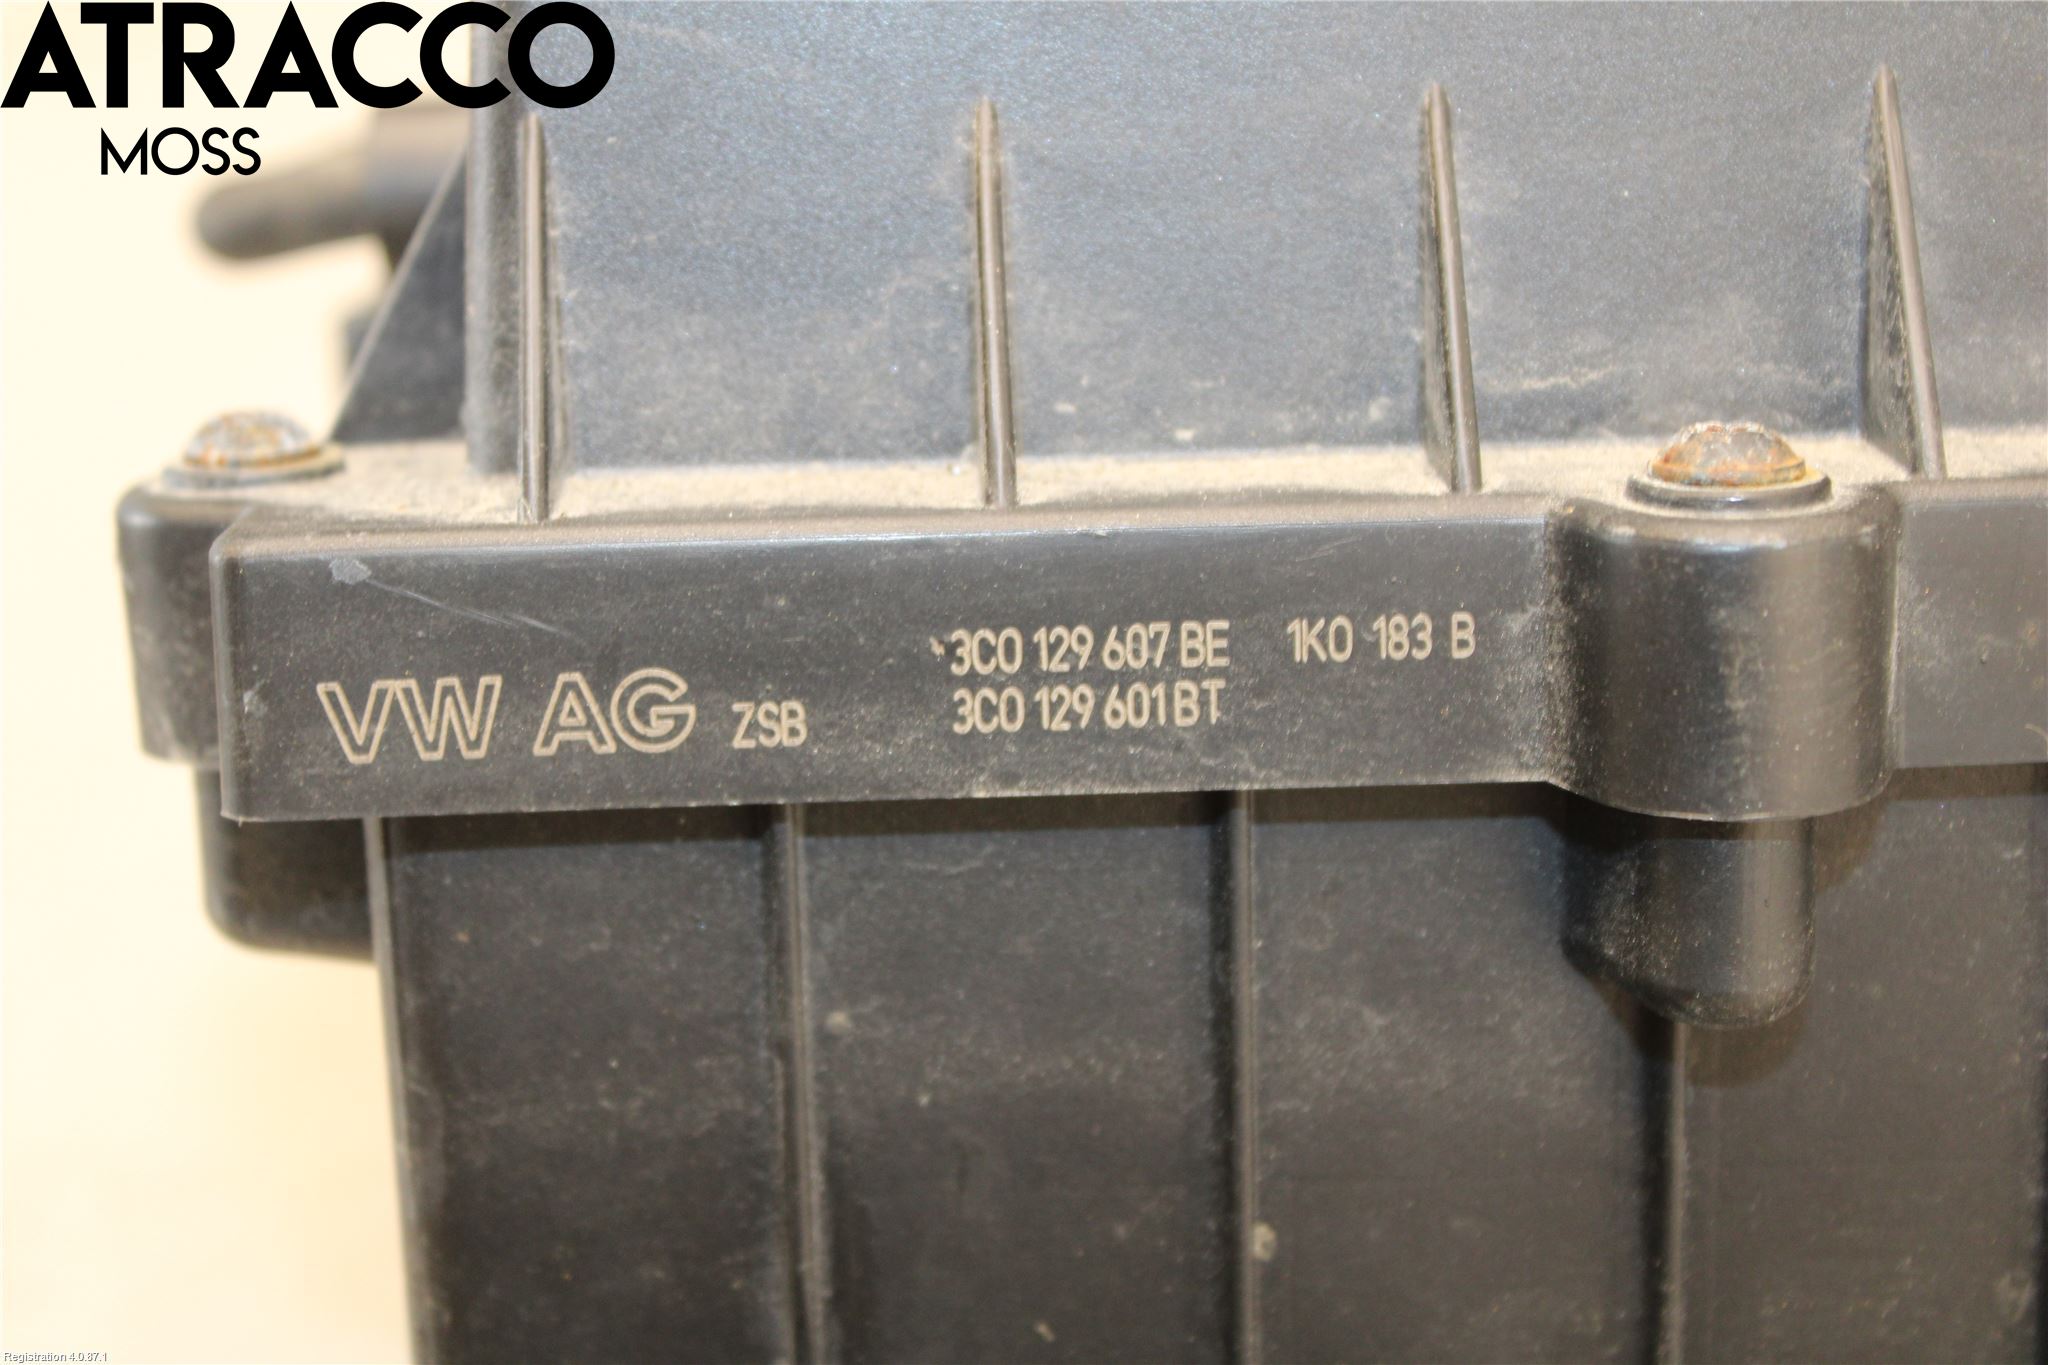 ATRACCO
MOSS
3C0 129 607 BE 1K0 183 B
VW AG ZSB 3C0 129 601 BT
Registration 4.0.87.1